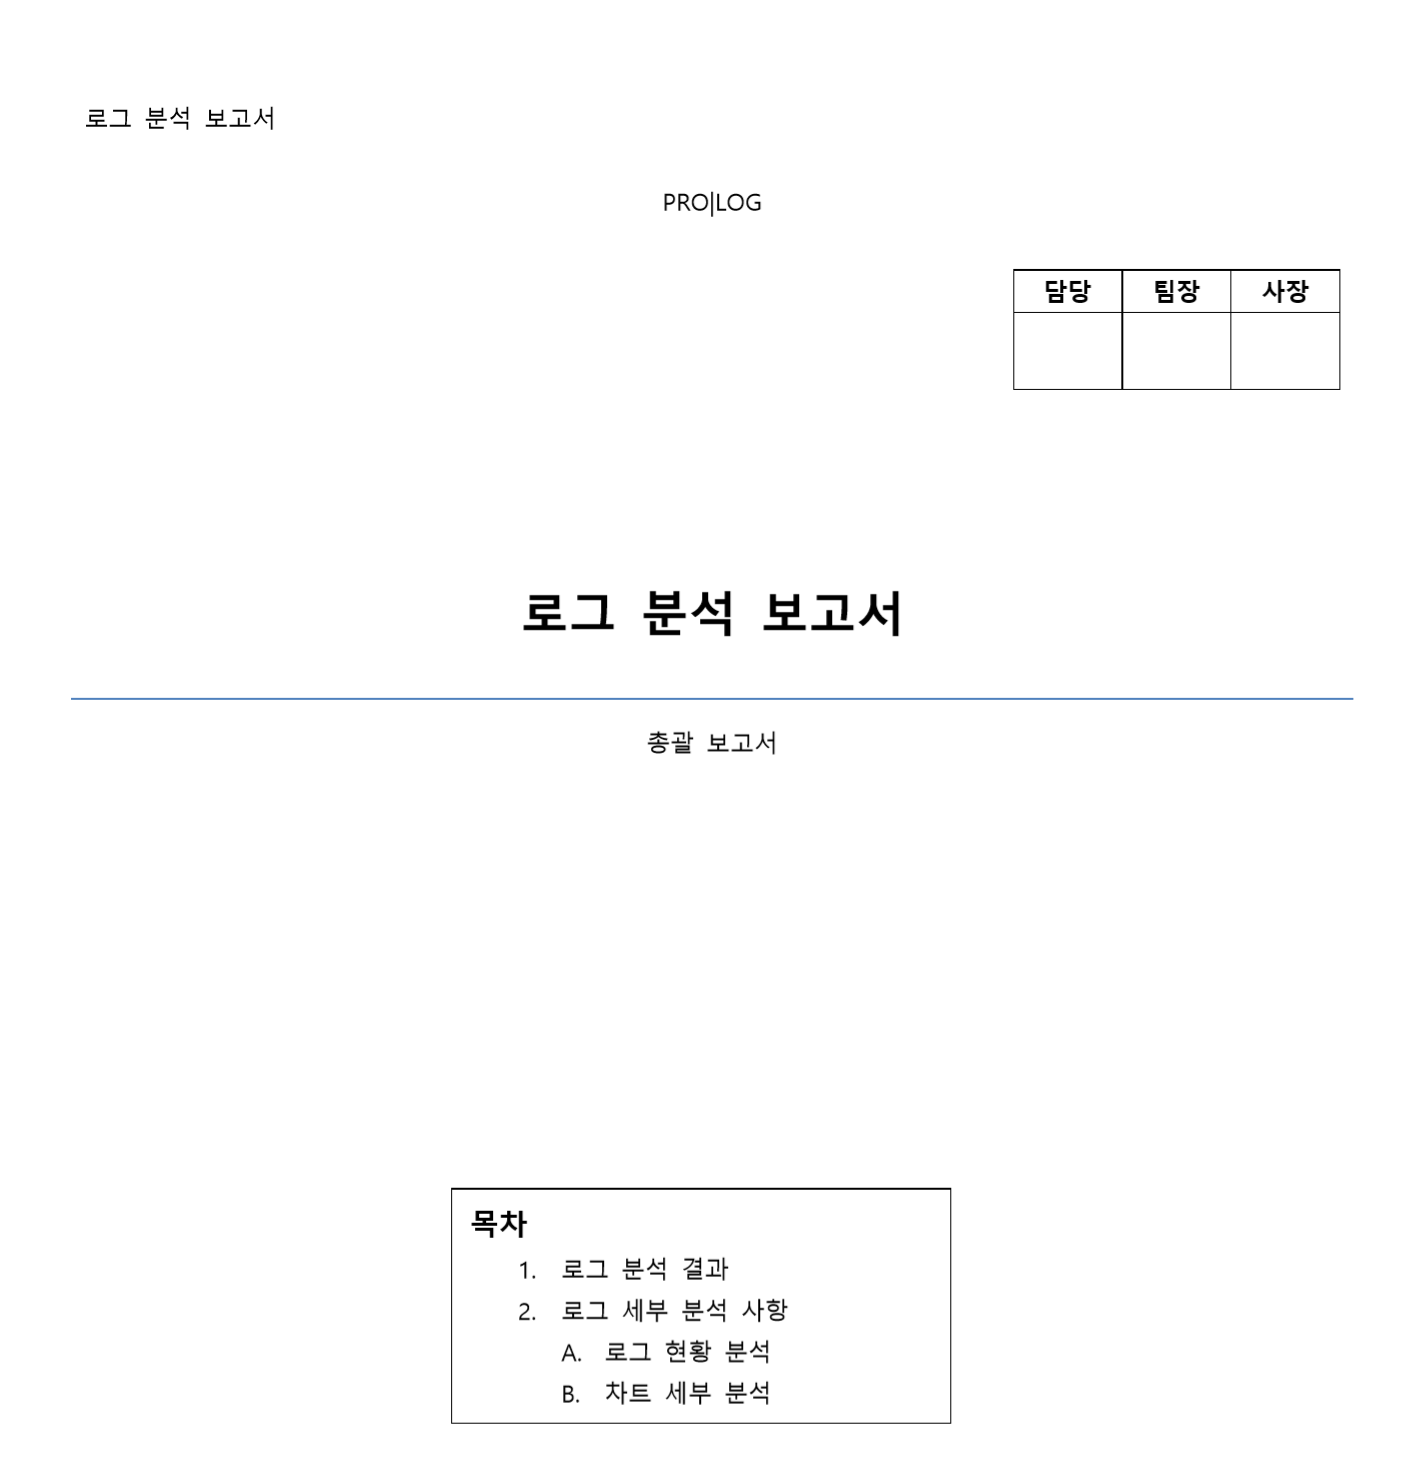 로그 분석 보고서
PRO|LOG
담당 팀장 사장
로그 분석 보고서
총괄 보고서
목차
1. 로그 분석 결과
2. 로그 세부 분석 사항
A. 로그 현황 분석
B. 차트 세부 분석